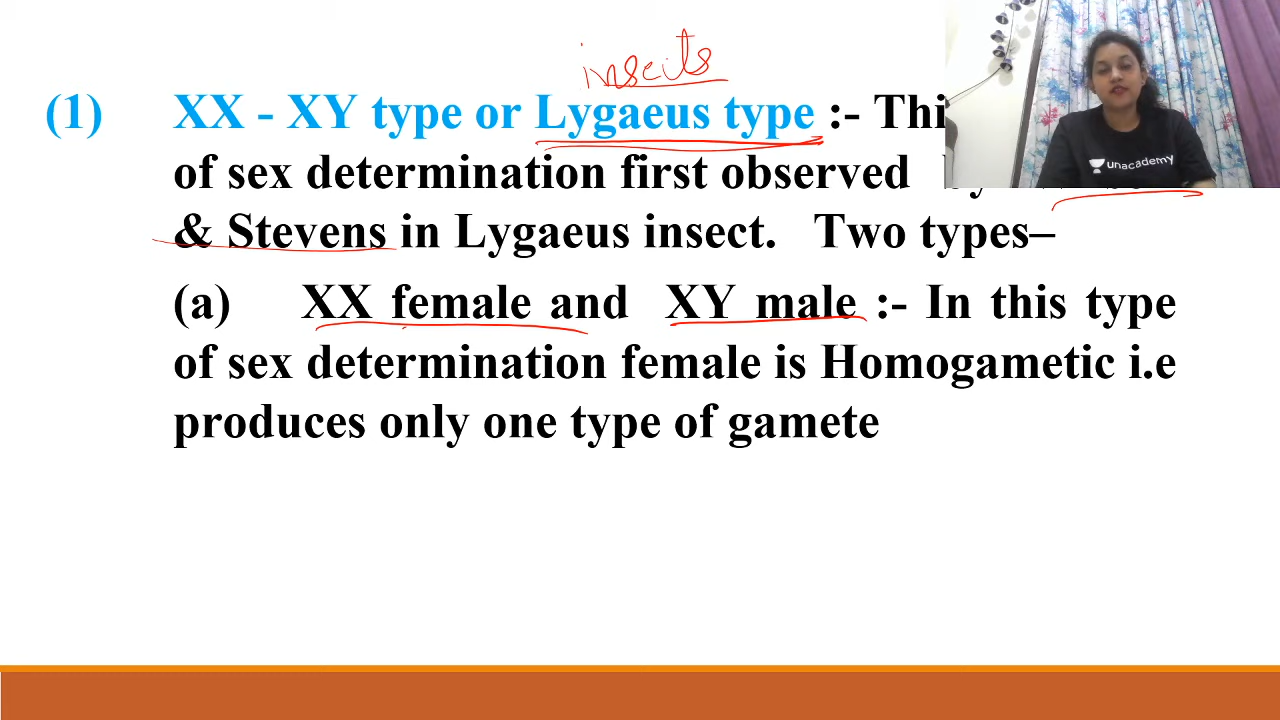 insects
(1) XX - XY type or Lygaeus type :- Thi
of sex determination first observed
& Stevens in Lygaeus insect. Two types–
(a) XX female and XY male :- In this type
of sex determination female is Homogametic i.e
produces only one type of gamete
unacademy